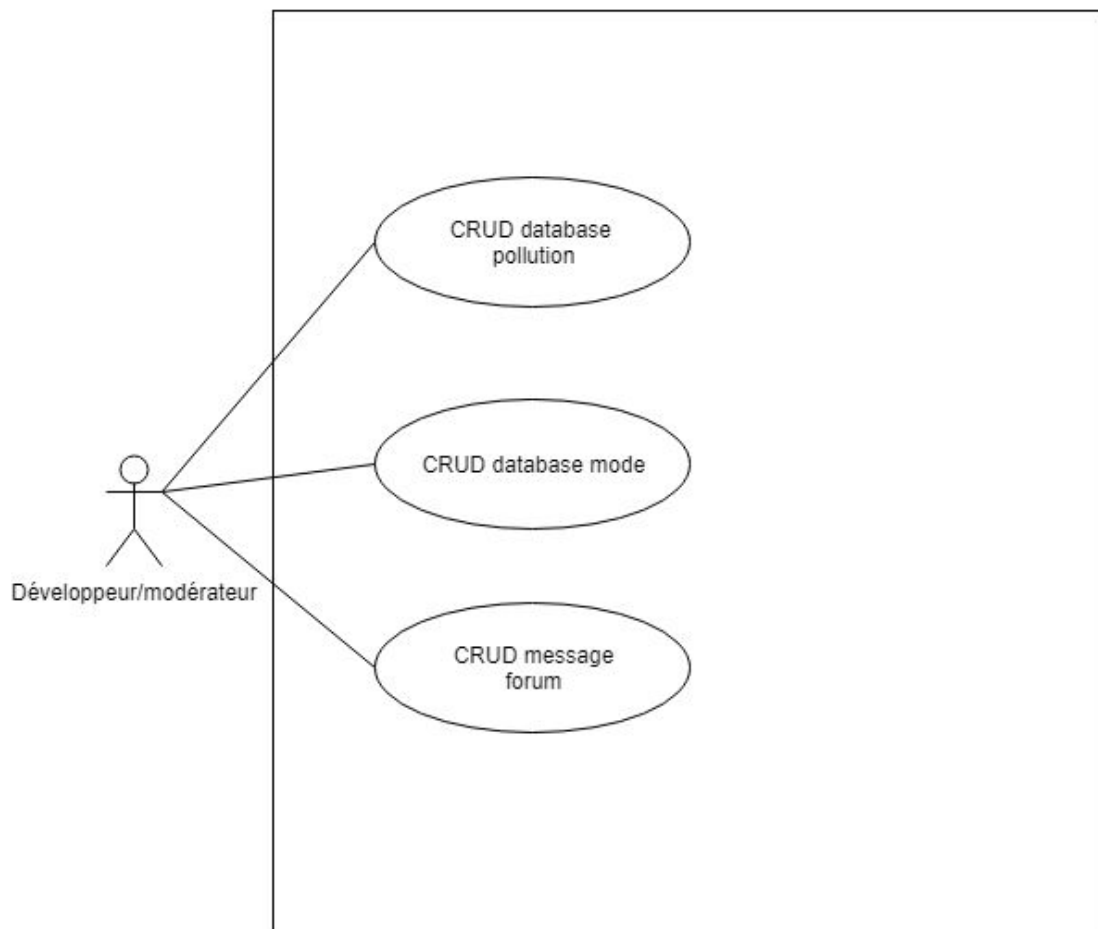 CRUD database
pollution
CRUD database mode
Développeur/modérateur
CRUD message
forum